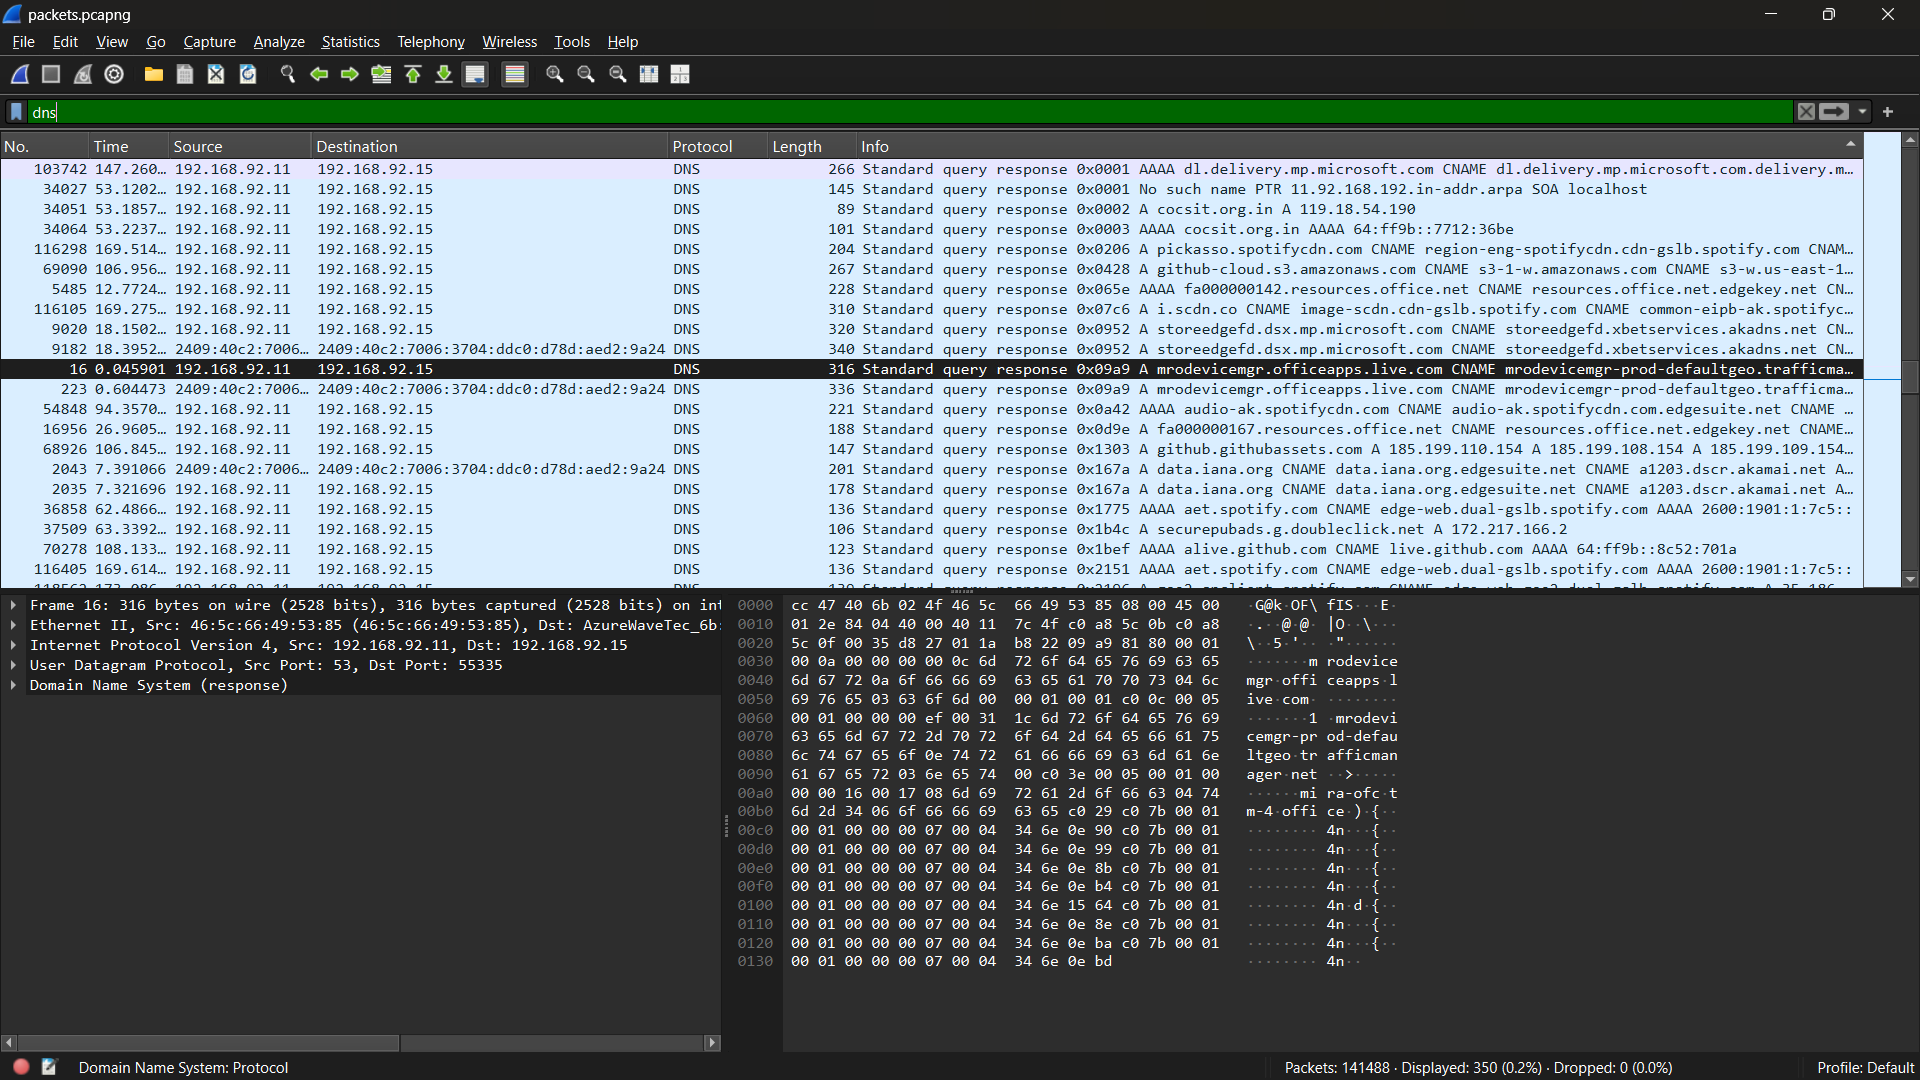 packets.pcapng
File Edit View Go Capture Analyze Statistics Telephony Wireless Tools Help
dns
No. Time Source Destination Protocol Length Info
103742 147.260… 192.168.92.11 192.168.92.15 DNS 266 Standard query response 0x0001 AAAA dl.delivery.mp.microsoft.com CNAME dl.delivery.mp.microsoft.com.delivery.m…
34027 53.1202… 192.168.92.11 192.168.92.15 DNS 145 Standard query response 0x0001 No such name PTR 11.92.168.192.in-addr.arpa SOA localhost
34051 53.1857… 192.168.92.11 192.168.92.15 DNS 89 Standard query response 0x0002 A cocsit.org.in A 119.18.54.190
34064 53.2237… 192.168.92.11 192.168.92.15 DNS 101 Standard query response 0x0003 AAAA cocsit.org.in AAAA 64:ff9b::7712:36be
116298 169.514… 192.168.92.11 192.168.92.15 DNS 204 Standard query response 0x0206 A pickasso.spotifycdn.com CNAME region-eng-spotifycdn.cdn-gslb.spotify.com CNAM…
69090 106.956… 192.168.92.11 192.168.92.15 DNS 267 Standard query response 0x0428 A github-cloud.s3.amazonaws.com CNAME s3-1-w.amazonaws.com CNAME s3-w.us-east-1…
5485 12.7724… 192.168.92.11 192.168.92.15 DNS 228 Standard query response 0x065e AAAA fa000000142.resources.office.net CNAME resources.office.net.edgekey.net CN…
116105 169.275… 192.168.92.11 192.168.92.15 DNS 310 Standard query response 0x07c6 A i.scdn.co CNAME image-scdn.cdn-gslb.spotify.com CNAME common-eipb-ak.spotifyc…
9020 18.1502… 192.168.92.11 192.168.92.15 DNS 320 Standard query response 0x0952 A storeedgefd.dsx.mp.microsoft.com CNAME storeedgefd.xbetservices.akadns.net CN…
9182 18.3952… 2409:40c2:7006… 2409:40c2:7006:3704:ddc0:d78d:aed2:9a24 DNS 340 Standard query response 0x0952 A storeedgefd.dsx.mp.microsoft.com CNAME storeedgefd.xbetservices.akadns.net CN…
16 0.045901 192.168.92.11 192.168.92.15 DNS 316 Standard query response 0x09a9 A mrodevicemgr.officeapps.live.com CNAME mrodevicemgr-prod-defaultgeo.trafficma…
223 0.604473 2409:40c2:7006… 2409:40c2:7006:3704:ddc0:d78d:aed2:9a24 DNS 336 Standard query response 0x09a9 A mrodevicemgr.officeapps.live.com CNAME mrodevicemgr-prod-defaultgeo.trafficma…
54848 94.3570… 192.168.92.11 192.168.92.15 DNS 221 Standard query response 0x0a42 AAAA audio-ak.spotifycdn.com CNAME audio-ak.spotifycdn.com.edgesuite.net CNAME …
16956 26.9605… 192.168.92.11 192.168.92.15 DNS 188 Standard query response 0x0d9e A fa000000167.resources.office.net CNAME resources.office.net.edgekey.net CNAME…
68926 106.845… 192.168.92.11 192.168.92.15 DNS 147 Standard query response 0x1303 A github.githubassets.com A 185.199.110.154 A 185.199.108.154 A 185.199.109.154…
2043 7.391066 2409:40c2:7006… 2409:40c2:7006:3704:ddc0:d78d:aed2:9a24 DNS 201 Standard query response 0x167a A data.iana.org CNAME data.iana.org.edgesuite.net CNAME a1203.dscr.akamai.net A…
2035 7.321696 192.168.92.11 192.168.92.15 DNS 178 Standard query response 0x167a A data.iana.org CNAME data.iana.org.edgesuite.net CNAME a1203.dscr.akamai.net A…
36858 62.4866… 192.168.92.11 192.168.92.15 DNS 136 Standard query response 0x1775 AAAA aet.spotify.com CNAME edge-web.dual-gslb.spotify.com AAAA 2600:1901:1:7c5::
37509 63.3392… 192.168.92.11 192.168.92.15 DNS 106 Standard query response 0x1b4c A securepubads.g.doubleclick.net A 172.217.166.2
70278 108.133… 192.168.92.11 192.168.92.15 DNS 123 Standard query response 0x1bef AAAA alive.github.com CNAME live.github.com AAAA 64:ff9b::8c52:701a
116405 169.614… 192.168.92.11 192.168.92.15 DNS 136 Standard query response 0x2151 AAAA aet.spotify.com CNAME edge-web.dual-gslb.spotify.com AAAA 2600:1901:1:7c5::
Frame 16: 316 bytes on wire (2528 bits), 316 bytes captured (2528 bits) on int
Ethernet II, Src: 46:5c:66:49:53:85 (46:5c:66:49:53:85), Dst: AzureWaveTec_6b:
Internet Protocol Version 4, Src: 192.168.92.11, Dst: 192.168.92.15
User Datagram Protocol, Src Port: 53, Dst Port: 55335
Domain Name System (response)
0000 cc 47 40 6b 02 4f 46 5c 66 49 53 85 08 00 45 00 ·G@k·OF\ fIS···E·
0010 01 2e 84 04 40 00 40 11 7c 4f c0 a8 5c 0b c0 a8 ·.··@·@· |O··\···
0020 5c 0f 00 35 d8 27 01 1a b8 22 09 a9 81 80 00 01 \··5·'·· ·"······
0030 00 0a 00 00 00 00 0c 6d 72 6f 64 65 76 69 63 65 ·······m rodevice
0040 6d 67 72 0a 6f 66 66 69 63 65 61 70 70 73 04 6c mgr·offi ceapps·l
0050 69 76 65 03 63 6f 6d 00 00 01 00 01 c0 0c 00 05 ive·com· ········
0060 00 01 00 00 00 ef 00 31 1c 6d 72 6f 64 65 76 69 ·······1 ·mrodevi
0070 63 65 6d 67 72 2d 70 72 6f 64 2d 64 65 66 61 75 cemgr-pr od-defau
0080 6c 74 67 65 6f 0e 74 72 61 66 66 69 63 6d 61 6e ltgeo·tr afficman
0090 61 67 65 72 03 6e 65 74 00 c0 3e 00 05 00 01 00 ager·net ··>·····
00a0 00 00 16 00 17 08 6d 69 72 61 2d 6f 66 63 04 74 ······mi ra-ofc·t
00b0 6d 2d 34 06 6f 66 66 69 63 65 c0 29 c0 7b 00 01 m-4·offi ce·)·{··
00c0 00 01 00 00 00 07 00 04 34 6e 0e 90 c0 7b 00 01 ········ 4n···{··
00d0 00 01 00 00 00 07 00 04 34 6e 0e 99 c0 7b 00 01 ········ 4n···{··
00e0 00 01 00 00 00 07 00 04 34 6e 0e 8b c0 7b 00 01 ········ 4n···{··
00f0 00 01 00 00 00 07 00 04 34 6e 0e b4 c0 7b 00 01 ········ 4n···{··
0100 00 01 00 00 00 07 00 04 34 6e 15 64 c0 7b 00 01 ········ 4n·d·{··
0110 00 01 00 00 00 07 00 04 34 6e 0e 8e c0 7b 00 01 ········ 4n···{··
0120 00 01 00 00 00 07 00 04 34 6e 0e ba c0 7b 00 01 ········ 4n···{··
0130 00 01 00 00 00 07 00 04 34 6e 0e bd ········ 4n··
Domain Name System: Protocol
Packets: 141488 · Displayed: 350 (0.2%) · Dropped: 0 (0.0%)
Profile: Default